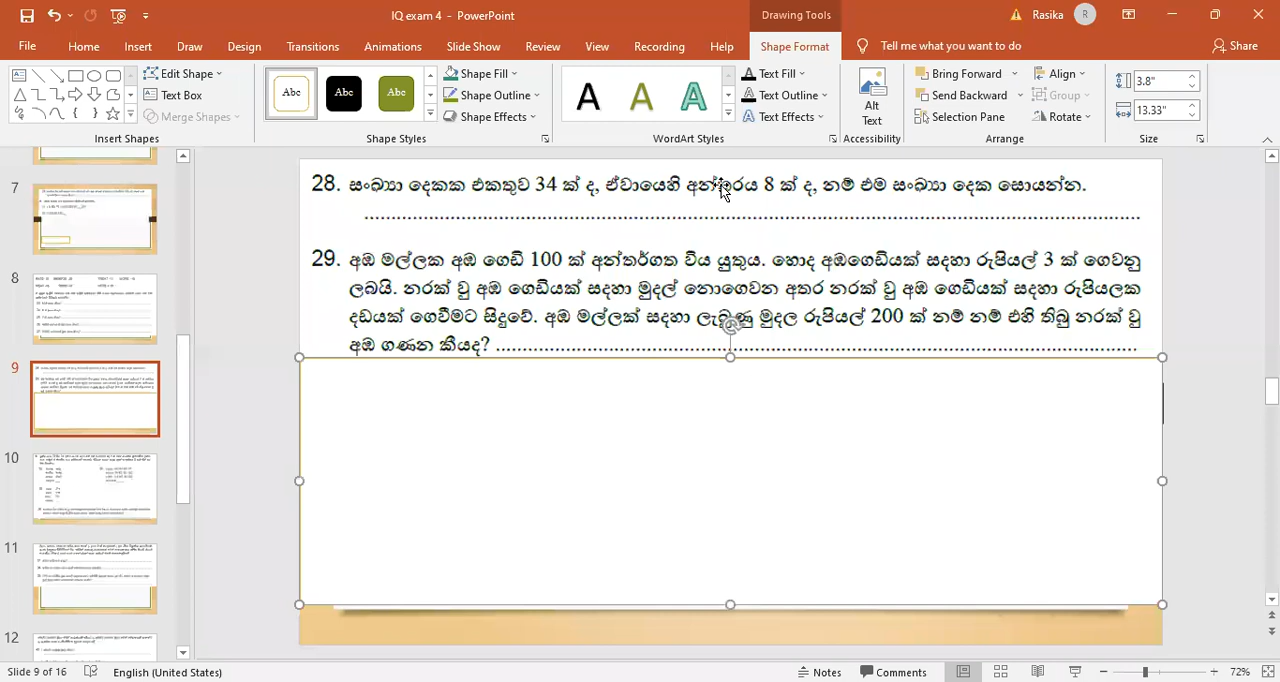 IQ exam 4 - PowerPoint
Drawing Tools
Rasika
R
File
Home
Insert
Draw
Design
Transitions
Animations
Slide Show
Review
View
Recording
Help
Shape Format
Tell me what you want to do
Share
Edit Shape
Text Box
Merge Shapes
Insert Shapes
Abc
Abc
Abc
Shape Fill
Shape Outline
Shape Effects
Shape Styles
A
A
A
Text Fill
Text Outline
Text Effects
WordArt Styles
Alt
Text
Accessibility
Bring Forward
Send Backward
Selection Pane
Align
Group
Rotate
Arrange
3.8"
13.33"
Size
7
8
9
10
11
12
28. සංඛ්‍යා දෙකක එකතුව 34 ක් ද, ඒවායෙහි අන්තරය 8 ක් ද, නම් එම සංඛ්‍යා දෙක සොයන්න.
29. අඹ මල්ලක අඹ ගෙඩි 100 ක් අන්තර්ගත විය යුතුය. හොද අඹගෙඩියක් සදහා රුපියල් 3 ක් ගෙවනු
ලබයි. නරක් වු අඹ ගෙඩියක් සදහා මුදල් නොගෙවන අතර නරක් වු අඹ ගෙඩියක් සදහා රුපියලක
දඩයක් ගෙවීමට සිදුවේ. අඹ මල්ලක් සදහා ලැබුණු මුදල රුපියල් 200 ක් නම් නම් එහි තිබු නරක් වු
අඹ ගණන කීයද?
Slide 9 of 16
English (United States)
Notes
Comments
72%